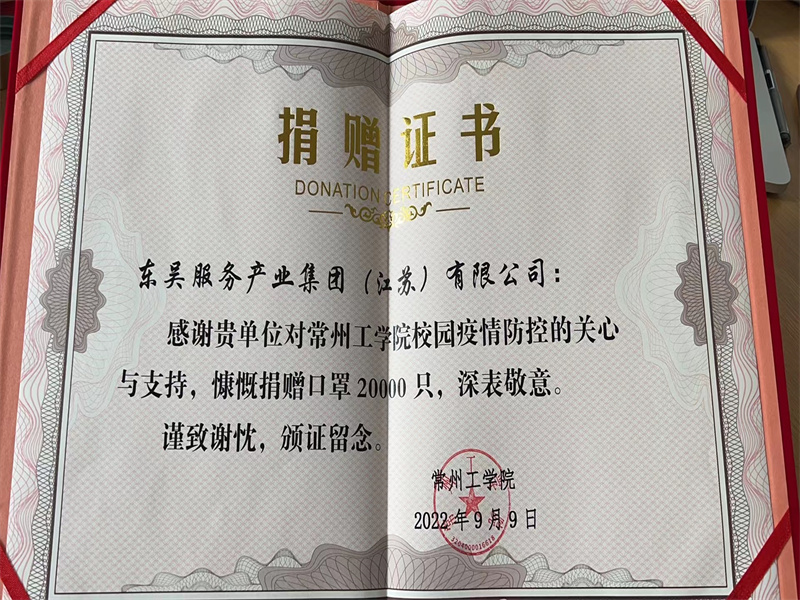 捐赠证书
DONATION CERTIFICATE
东吴服务产业集团（江苏）有限公司：
感谢贵单位对常州工学院校园疫情防控的关心
与支持，慷慨捐赠口罩20000只，深表敬意。
谨致谢忱，颁证留念。
常州工学院
2022年9月9日